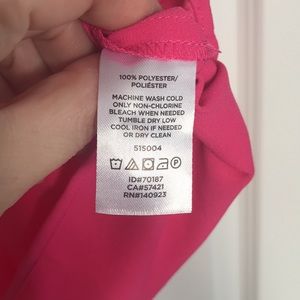 100% POLYESTER/
POLIÉSTER
MACHINE WASH COLD
ONLY NON-CHLORINE
BLEACH WHEN NEEDED
TUMBLE DRY LOW
COOL IRON IF NEEDED
OR DRY CLEAN
515004
ID#70187
CA#57421
RN#140923